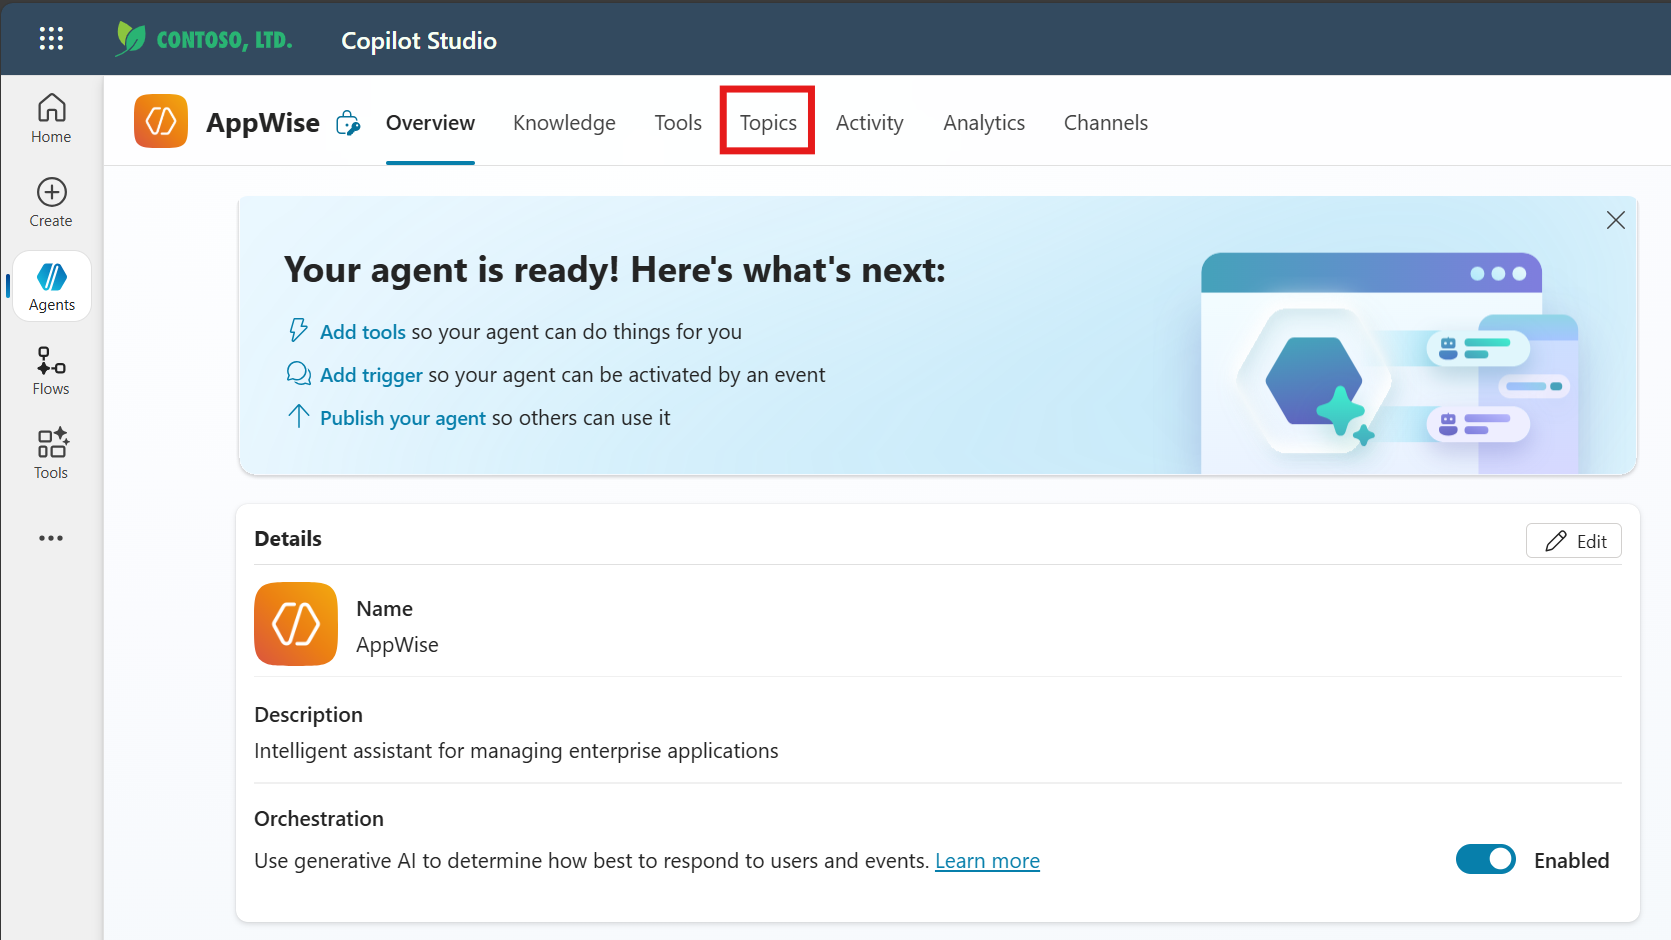 CONTOSO, LTD.
Copilot Studio
Home
Create
Agents
Flows
Tools
AppWise
Overview
Knowledge
Tools
Topics
Activity
Analytics
Channels
Your agent is ready! Here's what's next:
Add tools so your agent can do things for you
Add trigger so your agent can be activated by an event
Publish your agent so others can use it
Details
Edit
Name
AppWise
Description
Intelligent assistant for managing enterprise applications
Orchestration
Use generative AI to determine how best to respond to users and events. Learn more
Enabled